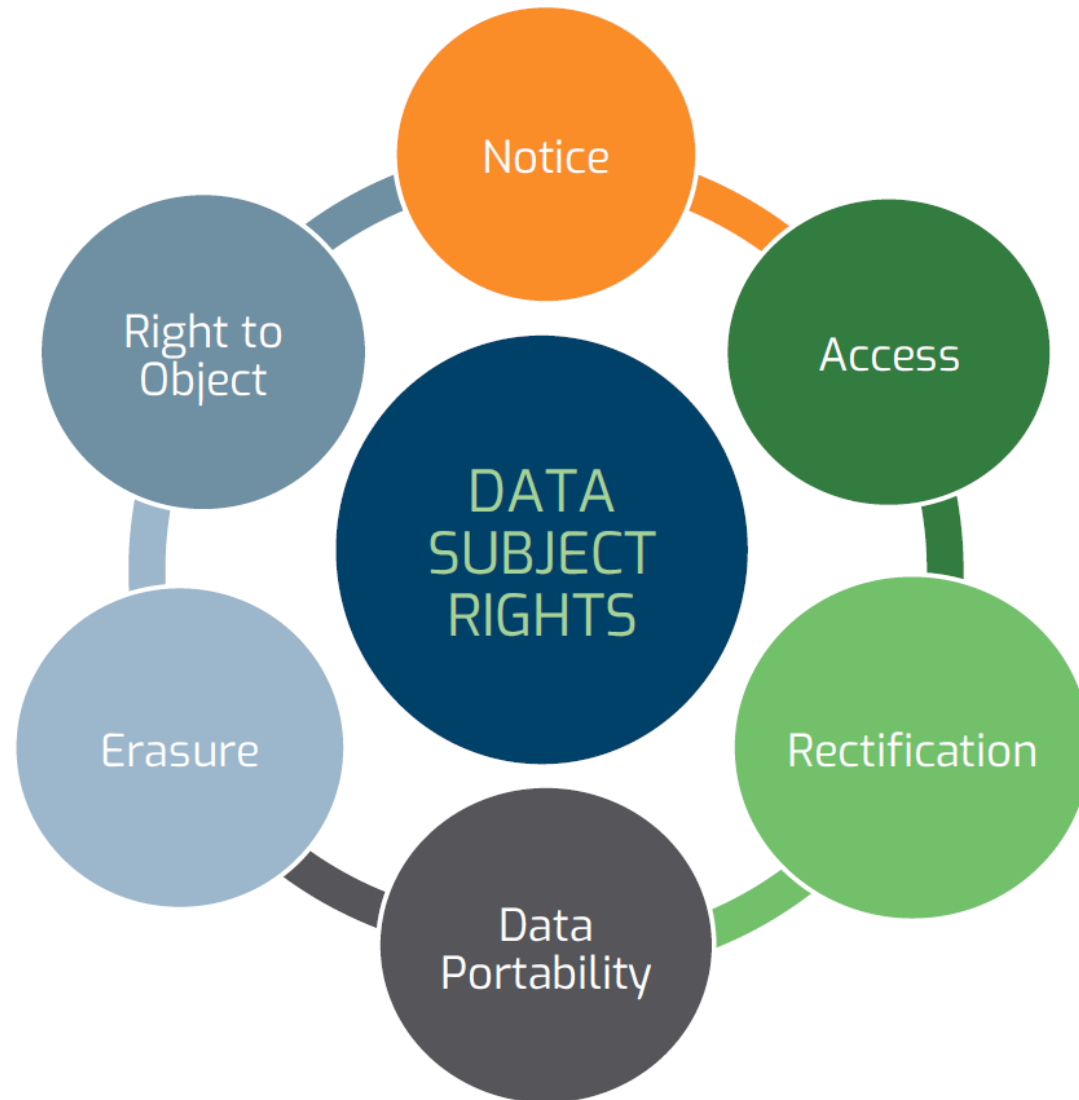 Notice
Access
Rectification
Data
Portability
Erasure
Right to
Object
DATA
SUBJECT
RIGHTS